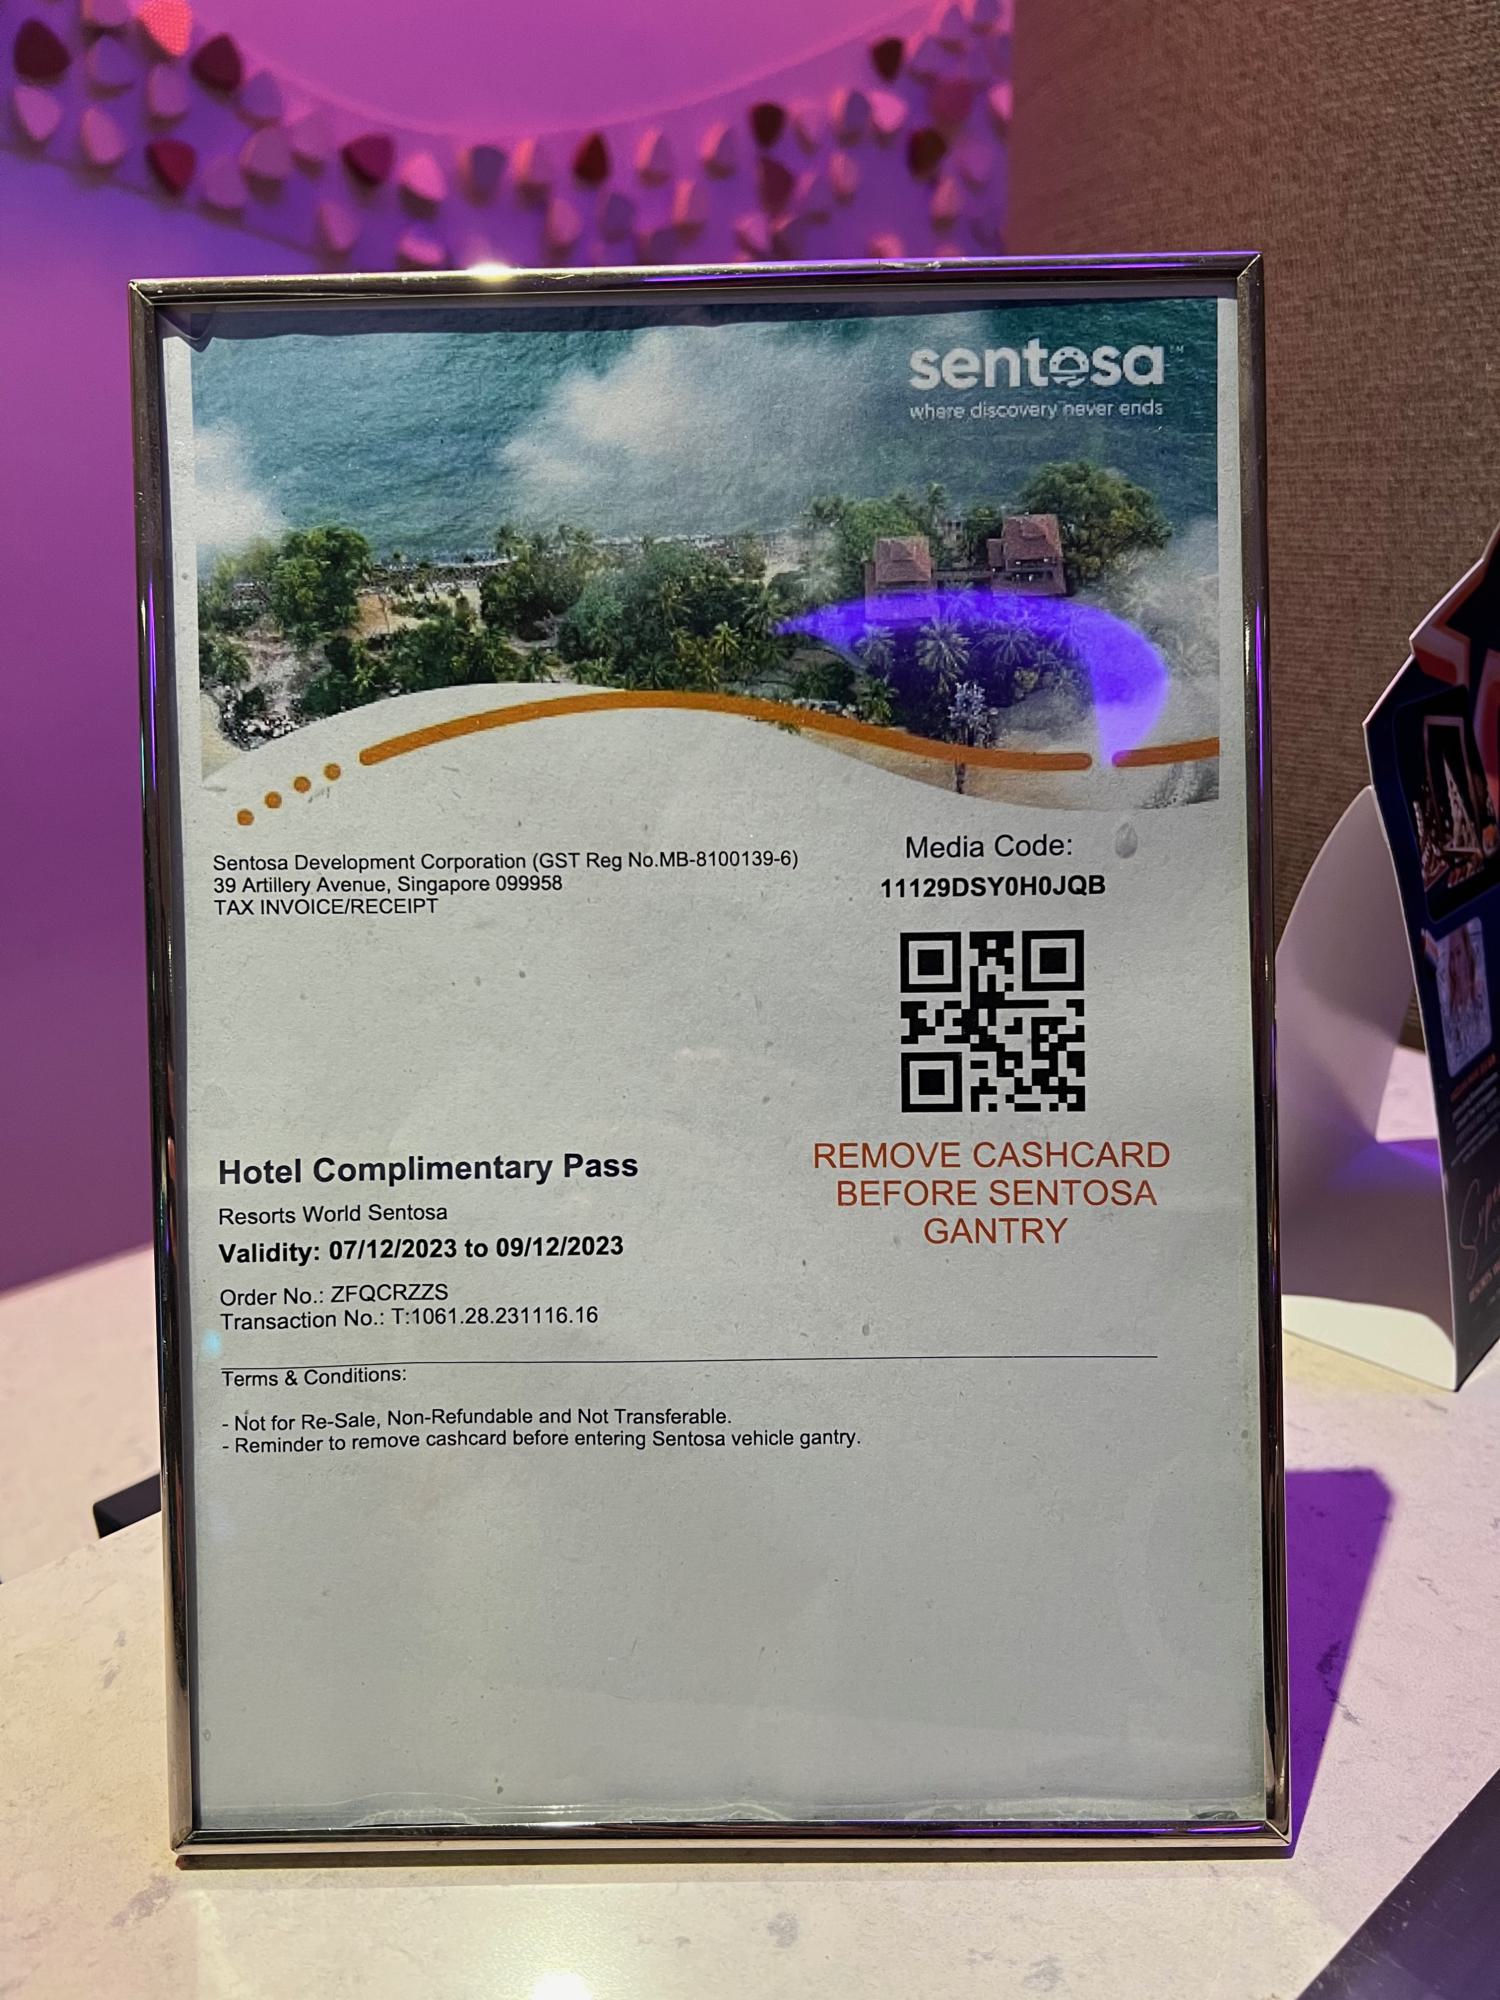 sentosa™
where discovery never ends
Sentosa Development Corporation (GST Reg No.MB-8100139-6)
39 Artillery Avenue, Singapore 099958
TAX INVOICE/RECEIPT
Media Code:
11129DSY0H0JQB
REMOVE CASHCARD
BEFORE SENTOSA
GANTRY
Hotel Complimentary Pass
Resorts World Sentosa
Validity: 07/12/2023 to 09/12/2023
Order No.: ZFQCRZZS
Transaction No.: T:1061.28.231116.16
Terms & Conditions:
- Not for Re-Sale, Non-Refundable and Not Transferable.
- Reminder to remove cashcard before entering Sentosa vehicle gantry.